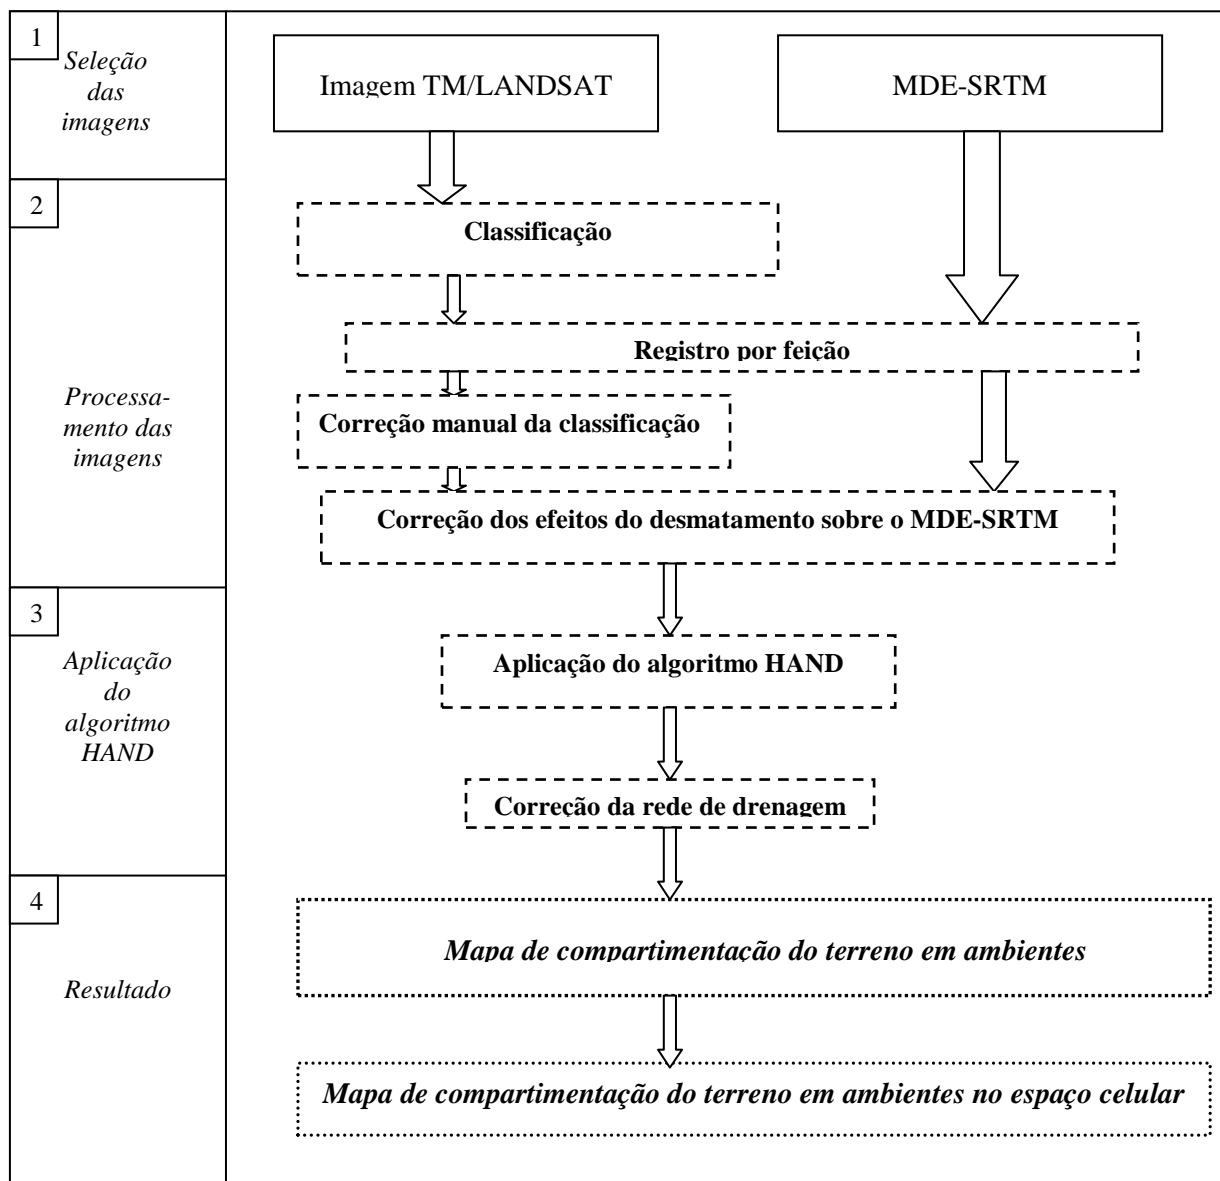 1
Seleção
das
imagens
Imagem TM/LANDSAT
MDE-SRTM
2
Processa-
mento das
imagens
Classificação
Registro por feição
Correção manual da classificação
Correção dos efeitos do desmatamento sobre o MDE-SRTM
3
Aplicação
do
algoritmo
HAND
Aplicação do algoritmo HAND
Correção da rede de drenagem
4
Resultado
Mapa de compartimentação do terreno em ambientes
Mapa de compartimentação do terreno em ambientes no espaço celular